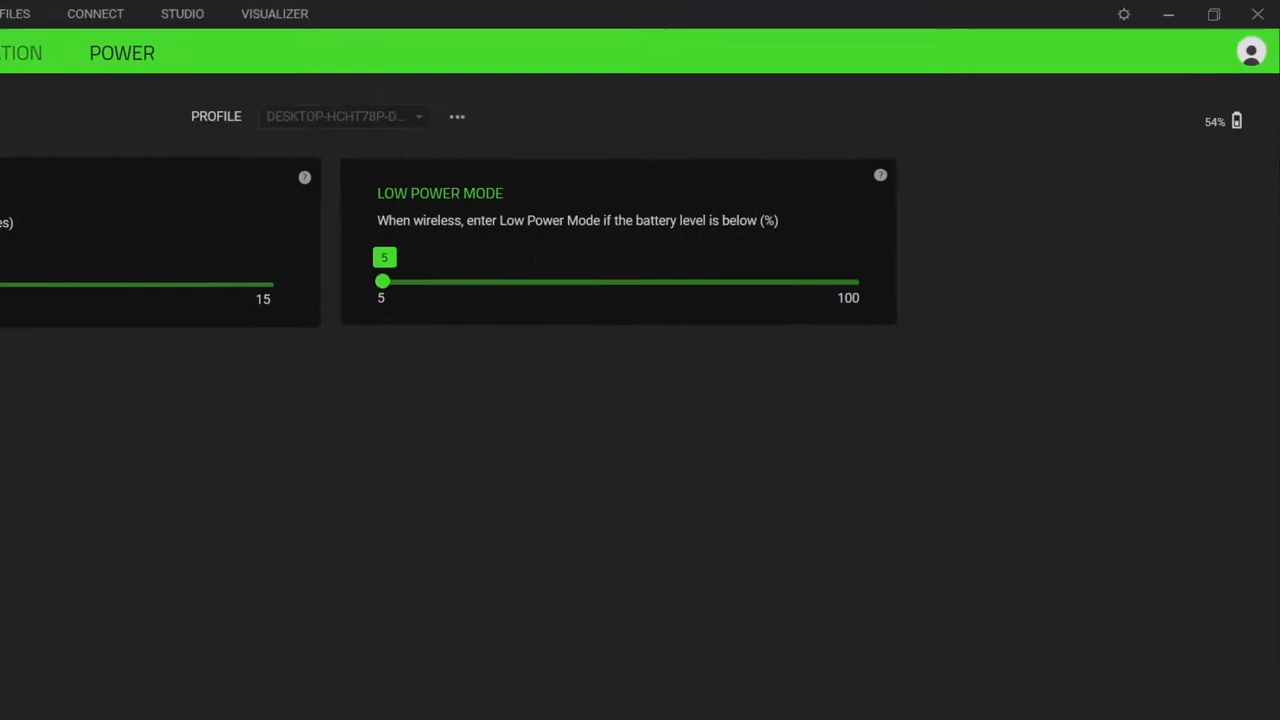 FILES CONNECT STUDIO VISUALIZER
TION POWER
PROFILE DESKTOP-HCHT78P-D... 
54%
es)
15
LOW POWER MODE
When wireless, enter Low Power Mode if the battery level is below (%)
5
5 100